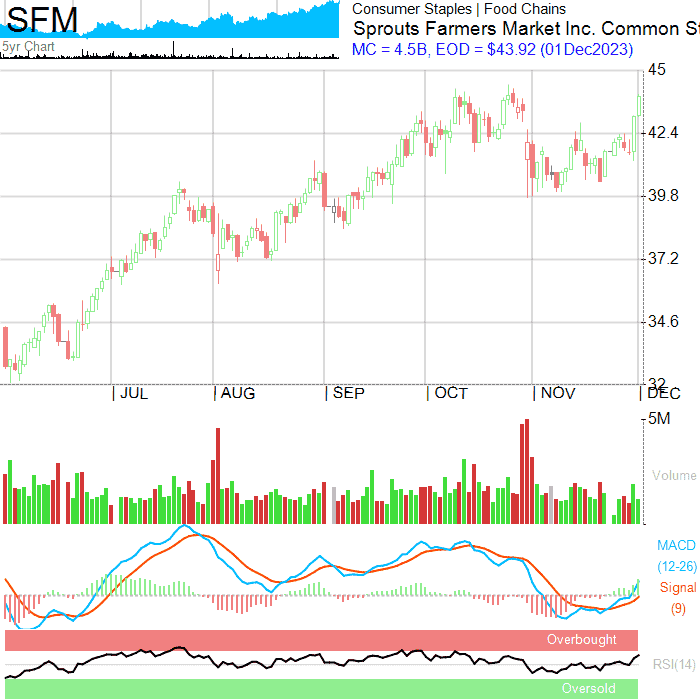 SFM
5yr Chart
Consumer Staples | Food Chains
Sprouts Farmers Market Inc. Common St
MC = 4.5B, EOD = $43.92 (01Dec2023)
45
42.4
39.8
37.2
34.6
32
JUL
AUG
SEP
OCT
NOV
DEC
5M
Volume
MACD
(12-26)
Signal
(9)
Overbought
RSI(14)
Oversold